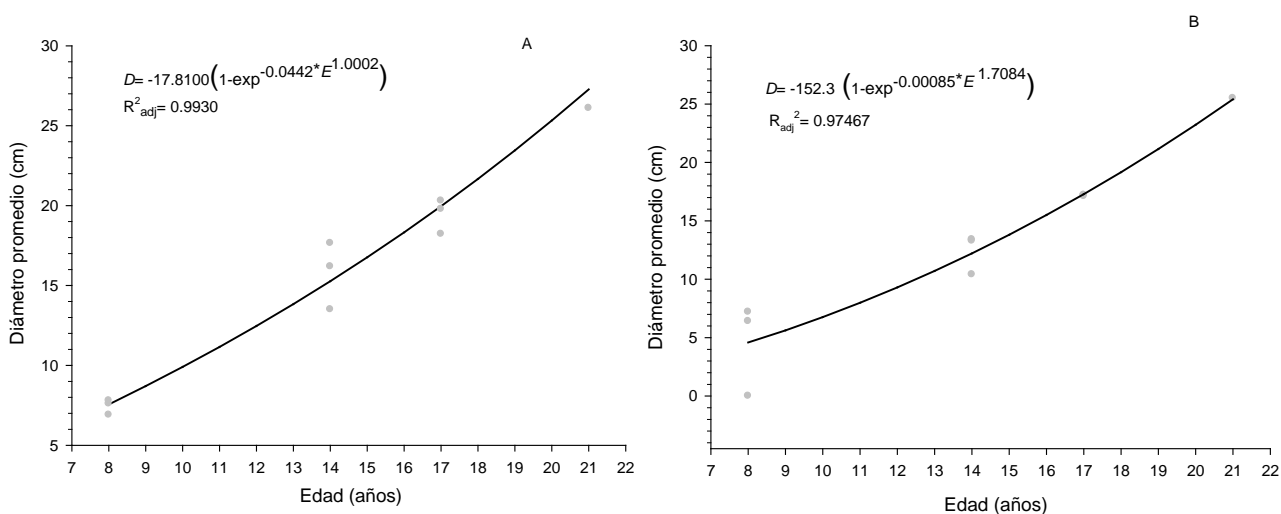 A
D= -17.8100(1-exp^-0.0442*E^1.0002)
R²adj= 0.9930
Diámetro promedio (cm)
30
25
20
15
10
5
7 8 9 10 11 12 13 14 15 16 17 18 19 20 21 22
Edad (años)
B
D= -152.3 (1-exp^-0.00085*E^1.7084)
Radj²= 0.97467
Diámetro promedio (cm)
30
25
20
15
10
5
0
7 8 9 10 11 12 13 14 15 16 17 18 19 20 21 22
Edad (años)